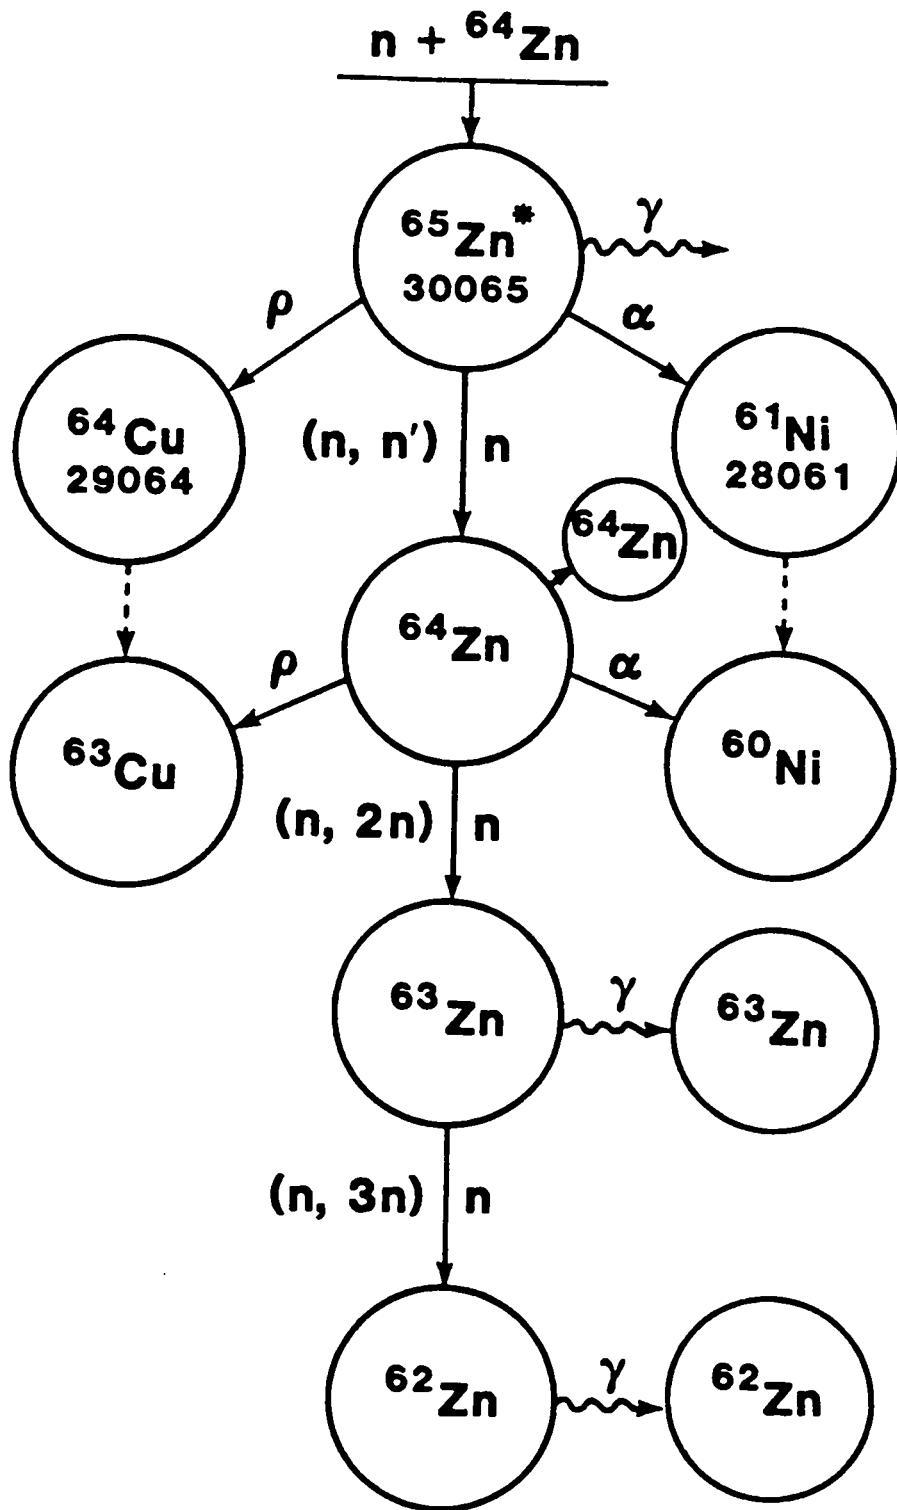 n + ⁶⁴Zn
⁶⁵Zn*
30065
γ
ρ
α
⁶⁴Cu
29064
(n, n′)
n
⁶¹Ni
28061
⁶⁴Zn
⁶⁴Zn
ρ
α
⁶³Cu
⁶⁰Ni
(n, 2n)
n
⁶³Zn
γ
⁶³Zn
(n, 3n)
n
⁶²Zn
γ
⁶²Zn